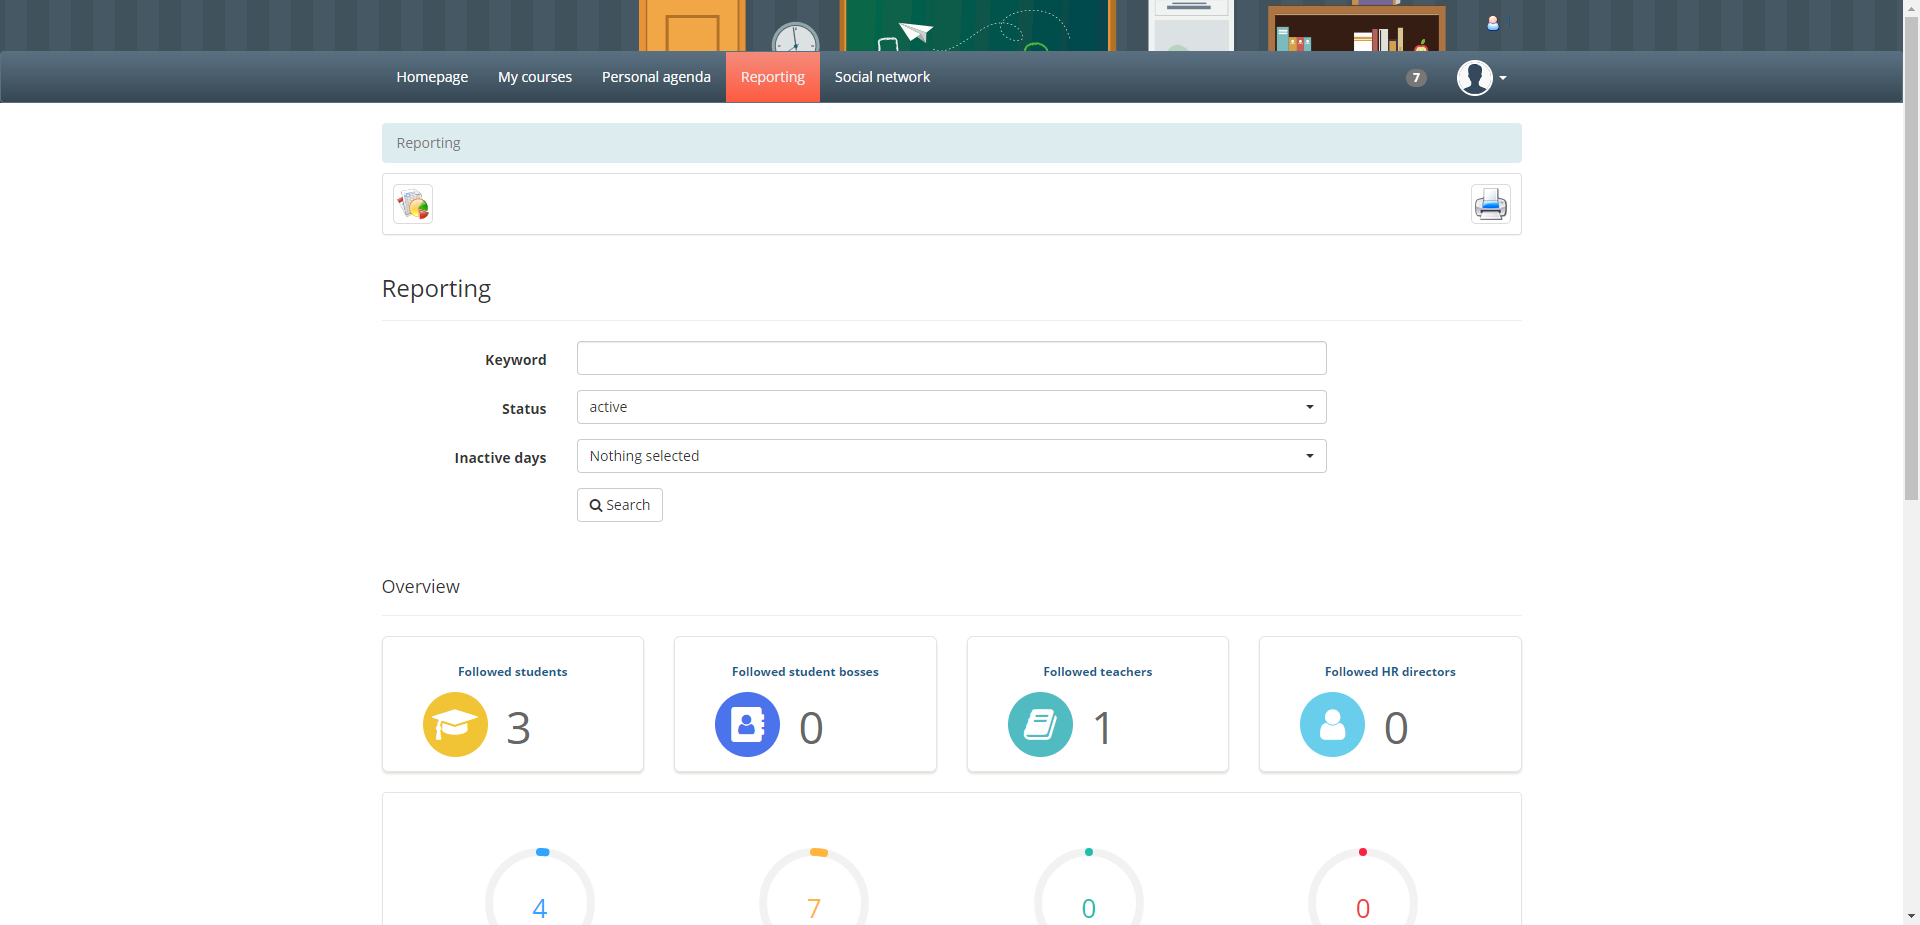 Homepage
My courses
Personal agenda
Reporting
Social network
7
Reporting
Reporting
Keyword
Status
active
Inactive days
Nothing selected
Search
Overview
Followed students
3
Followed student bosses
0
Followed teachers
1
Followed HR directors
0
4
7
0
0